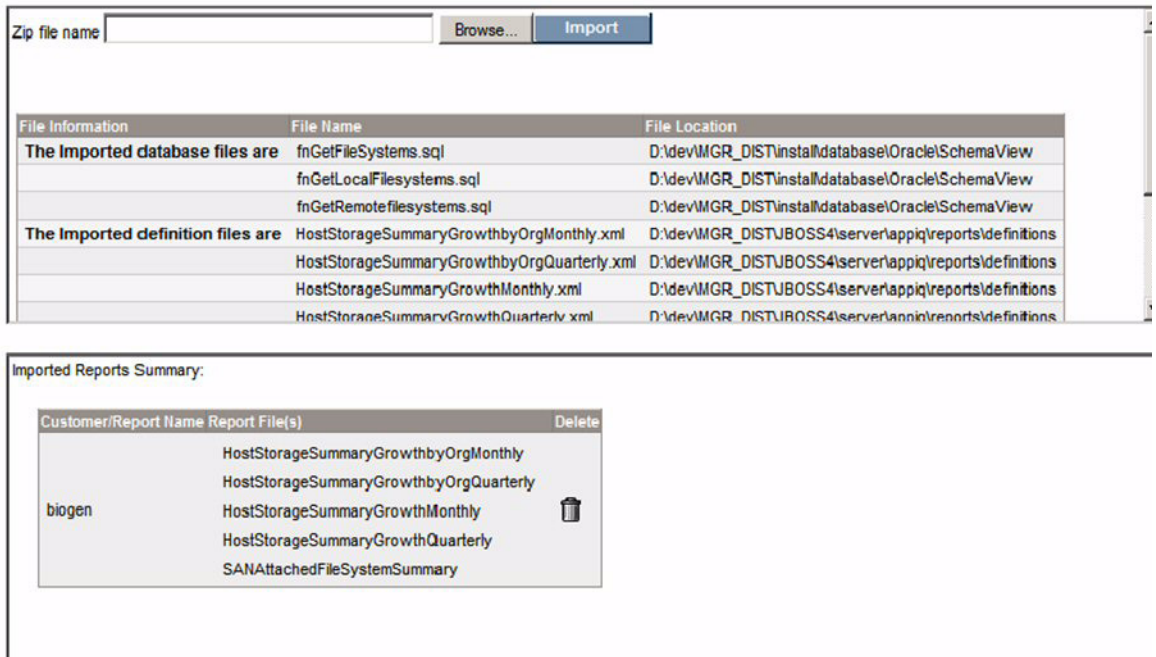 Zip file name Browse... Import
File Information File Name File Location
The Imported database files are fnGetFileSystems.sql D:\dev\MGR_DIST\install\database\Oracle\SchemaView
fnGetLocalFilesystems.sql D:\dev\MGR_DIST\install\database\Oracle\SchemaView
fnGetRemotefilesystems.sql D:\dev\MGR_DIST\install\database\Oracle\SchemaView
The Imported definition files are HostStorageSummaryGrowthbyOrgMonthly.xml D:\dev\MGR_DIST\JBOSS4\server\appiq\reports\definitions
HostStorageSummaryGrowthbyOrgQuarterly.xml D:\dev\MGR_DIST\JBOSS4\server\appiq\reports\definitions
HostStorageSummaryGrowthMonthly.xml D:\dev\MGR_DIST\JBOSS4\server\appiq\reports\definitions
HostStorageSummaryGrowthQuarterly.xml D:\dev\MGR_DIST\JBOSS4\server\appiq\reports\definitions
Imported Reports Summary:
Customer/Report Name Report File(s) Delete
HostStorageSummaryGrowthbyOrgMonthly
HostStorageSummaryGrowthbyOrgQuarterly
biogen HostStorageSummaryGrowthMonthly
HostStorageSummaryGrowthQuarterly
SANAttachedFileSystemSummary